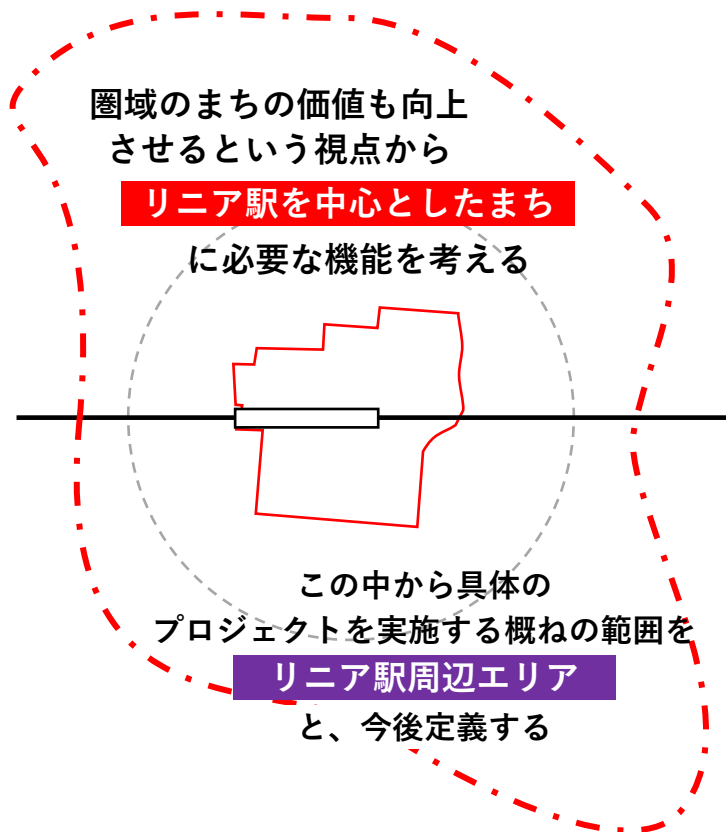 圏域のまちの価値も向上
させるという視点から
リニア駅を中心としたまち
に必要な機能を考える
この中から具体の
プロジェクトを実施する概ねの範囲を
リニア駅周辺エリア
と、今後定義する